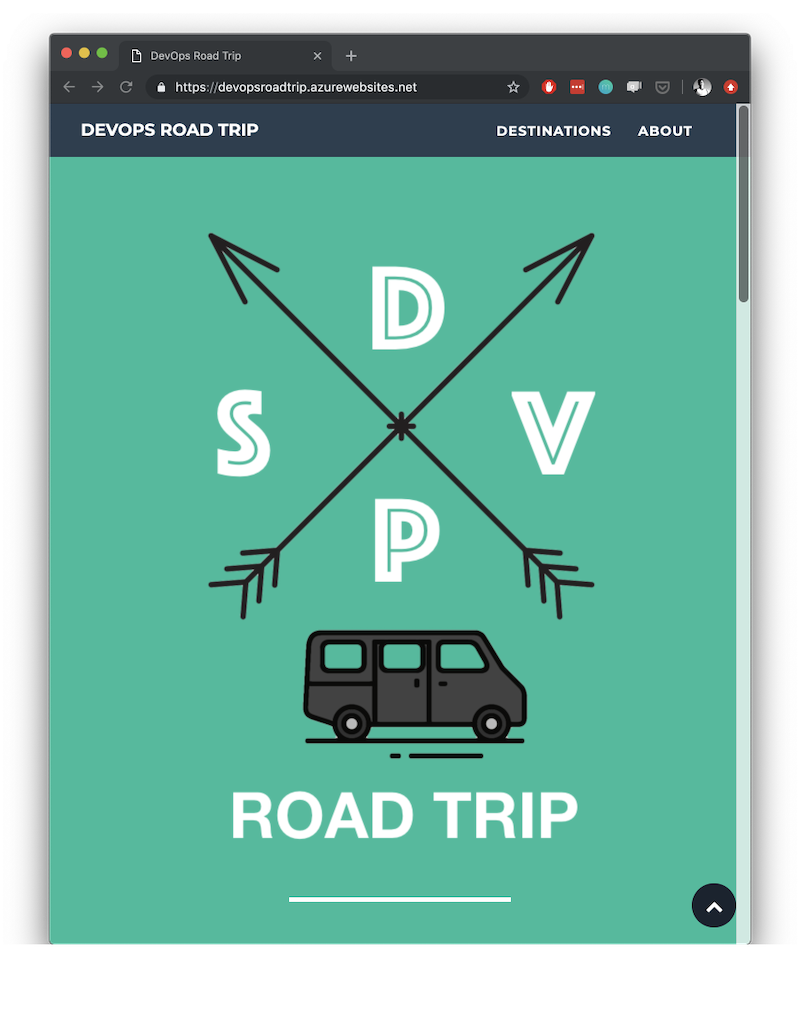 DevOps Road Trip
https://devopsroadtrip.azurewebsites.net
DEVOPS ROAD TRIP DESTINATIONS ABOUT
D
S V
P
ROAD TRIP